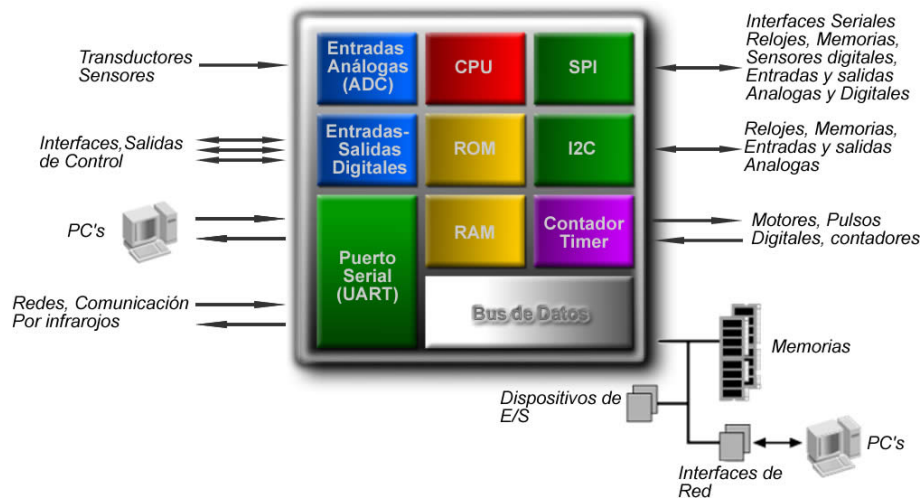 Transductores
Sensores
Interfaces,Salidas
de Control
PC's
Redes, Comunicación
Por infrarojos
Entradas
Análogas
(ADC)
CPU
SPI
Entradas-
Salidas
Digitales
ROM
I2C
Puerto
Serial
(UART)
RAM
Contador
Timer
Bus de Datos
Interfaces Seriales
Relojes, Memorias,
Sensores digitales,
Entradas y salidas
Analogas y Digitales
Relojes, Memorias,
Entradas y salidas
Analogas
Motores, Pulsos
Digitales, contadores
Memorias
Dispositivos de
E/S
Interfaces de
Red
PC's